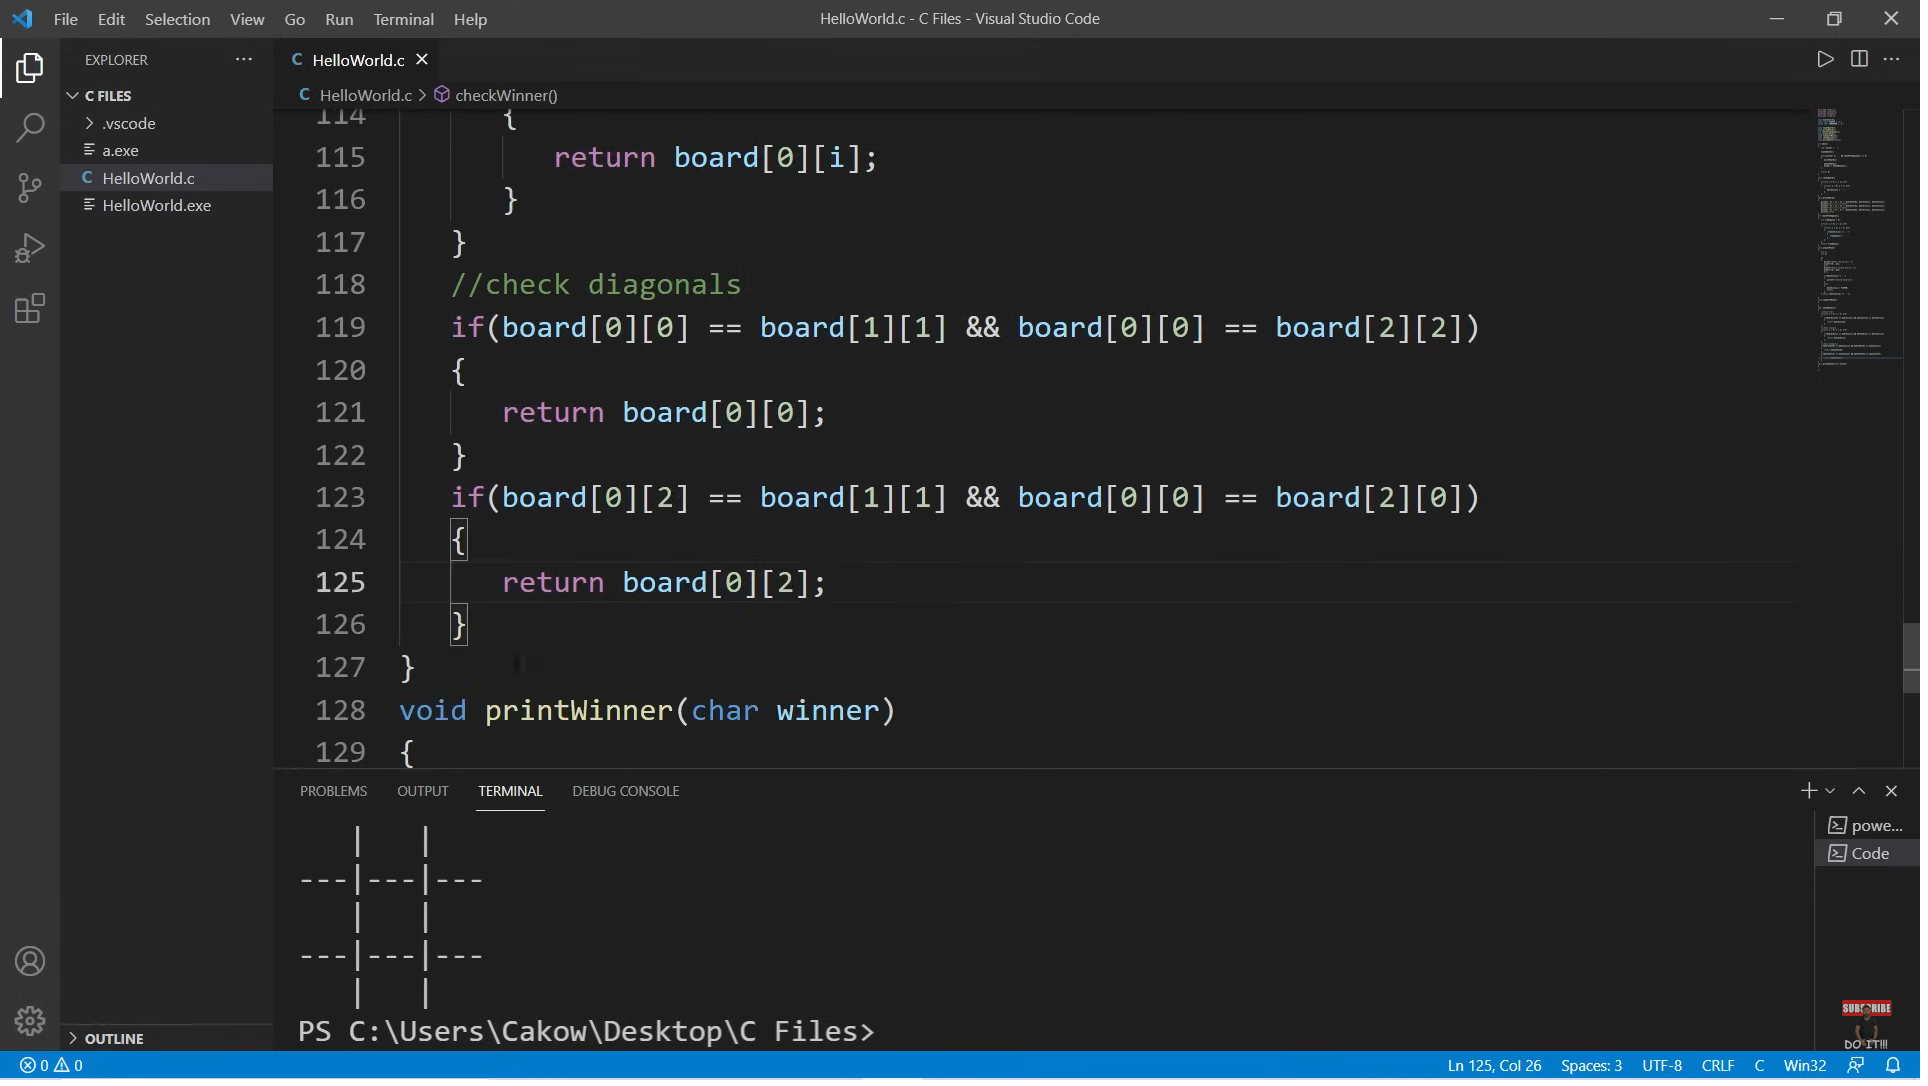 File Edit Selection View Go Run Terminal Help HelloWorld.c - C Files - Visual Studio Code
EXPLORER
C FILES
.vscode
a.exe
HelloWorld.c
HelloWorld.exe
OUTLINE
HelloWorld.c
HelloWorld.c > checkWinner()
114 {
115 return board[0][i];
116 }
117 }
118 //check diagonals
119 if(board[0][0] == board[1][1] && board[0][0] == board[2][2])
120 {
121 return board[0][0];
122 }
123 if(board[0][2] == board[1][1] && board[0][0] == board[2][0])
124 {
125 return board[0][2];
126 }
127 }
128 void printWinner(char winner)
129 {
PROBLEMS OUTPUT TERMINAL DEBUG CONSOLE
powe...
Code
| |
---|---|---
| |
---|---|---
| |
PS C:\Users\Cakow\Desktop\C Files>
SUBSCRIBE
DO IT!!!
0 0 Ln 125, Col 26 Spaces: 3 UTF-8 CRLF C Win32